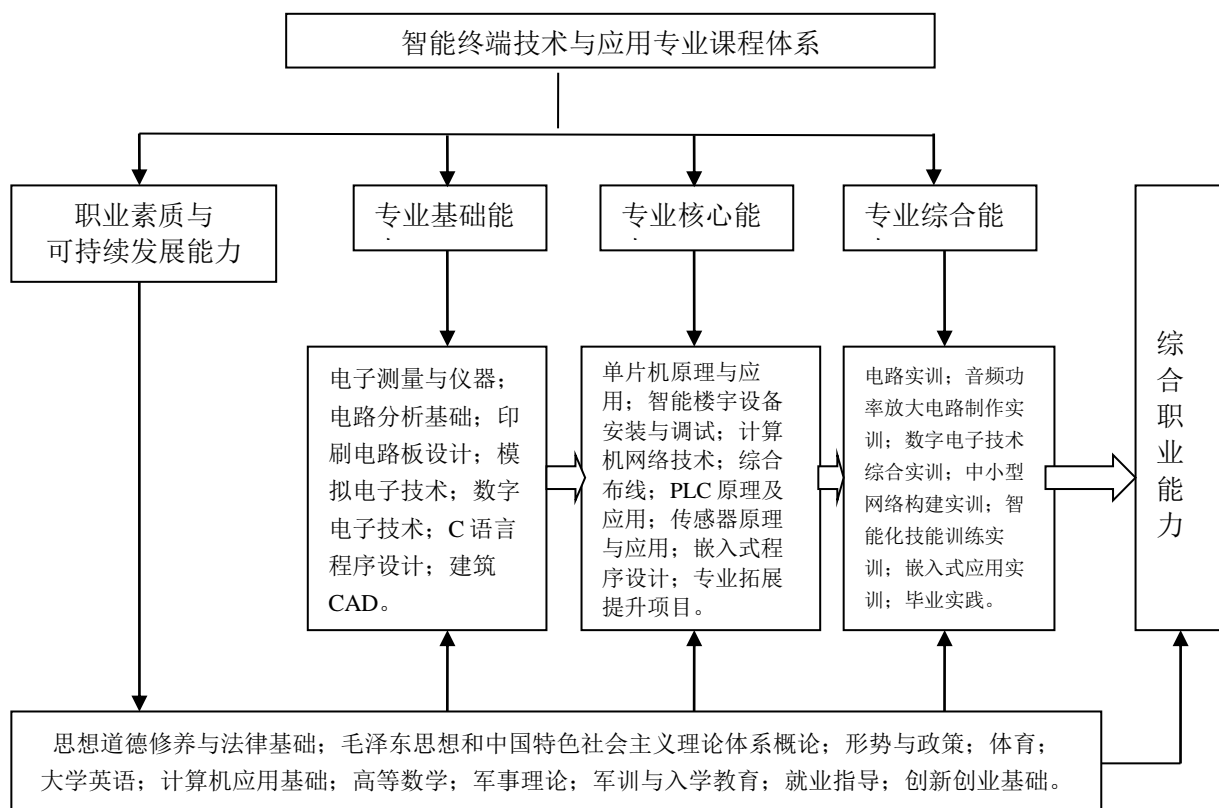 智能终端技术与应用专业课程体系
职业素质与
可持续发展能力
专业基础能
专业核心能
专业综合能
电子测量与仪器；
电路分析基础；印
刷电路板设计；模
拟电子技术；数字
电子技术；C 语言
程序设计；建筑
CAD。
单片机原理与应
用；智能楼宇设备
安装与调试；计算
机网络技术；综合
布线；PLC 原理及
应用；传感器原理
与应用；嵌入式程
序设计；专业拓展
提升项目。
电路实训；音频功
率放大电路制作实
训；数字电子技术
综合实训；中小型
网络构建实训；智
能化技能训练实
训；嵌入式应用实
训；毕业实践。
综
合
职
业
能
力
思想道德修养与法律基础；毛泽东思想和中国特色社会主义理论体系概论；形势与政策；体育；
大学英语；计算机应用基础；高等数学；军事理论；军训与入学教育；就业指导；创新创业基础。